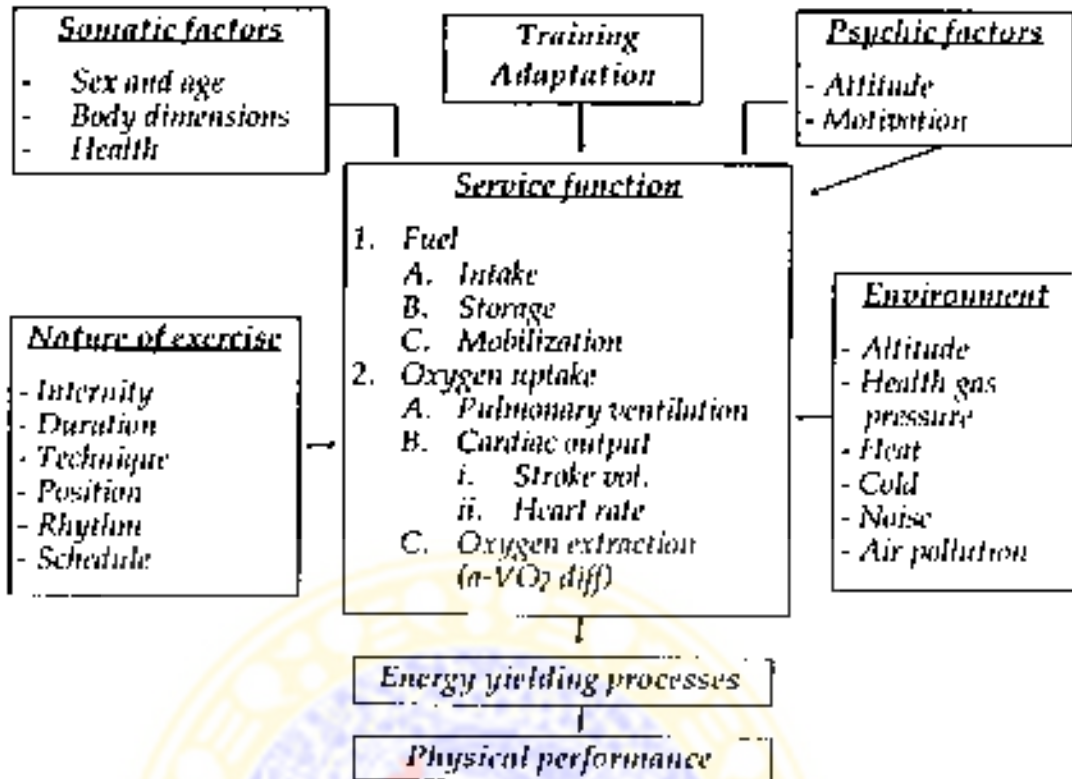 Somatic factors
- Sex and age
- Body dimensions
- Health
Training
Adaptation
Psychic factors
- Attitude
- Motivation
Service function
1. Fuel
A. Intake
B. Storage
C. Mobilization
2. Oxygen uptake
A. Pulmonary ventilution
B. Cardiac output
i. Stroke vol.
ii. Heart rate
C. Oxygen extraction
(a-VO₂ diff)
Nature of exercise
- Internity
- Duration
- Technique
- Position
- Rhythm
- Schedule
Environment
- Altitude
- Health gas
pressure
- Heat
- Cold
- Noise
- Air pollution
Energy yielding processes
Physical performance